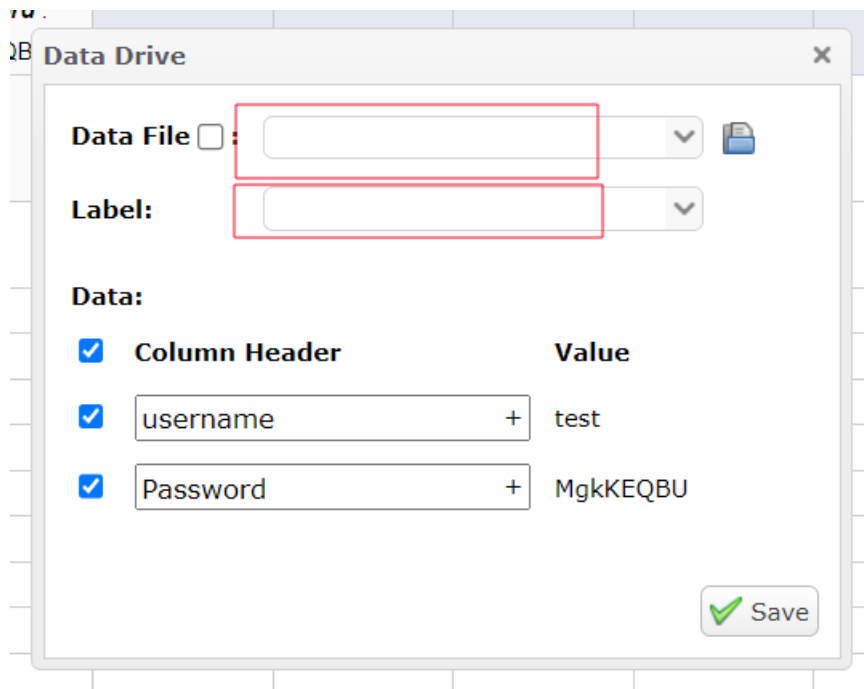 Data Drive
Data File :
Label:
Data:
Column Header Value
username + test
Password + MgkKEQBU
Save